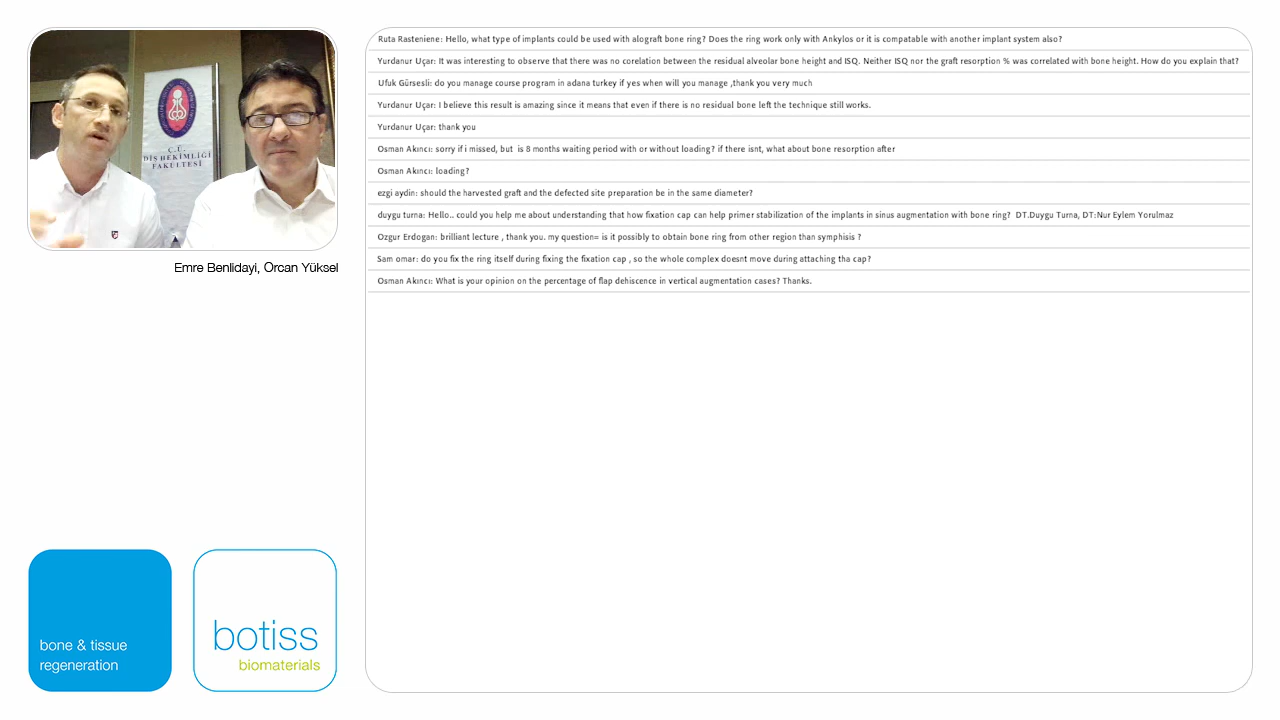 C.Ü.
DİŞ HEKİMLİĞİ
FAKÜLTESİ
Emre Benlidayi, Orcan Yüksel
Ruta Rasteniene: Hello, what type of implants could be used with alograft bone ring? Does the ring work only with Ankylos or it is compatable with another implant system also?
Yurdanur Uçar: It was interesting to observe that there was no corelation between the residual alveolar bone height and ISQ. Neither ISQ nor the graft resorption % was correlated with bone height. How do you explain that?
Ufuk Gürsesli: do you manage course program in adana turkey if yes when will you manage ,thank you very much
Yurdanur Uçar: I believe this result is amazing since it means that even if there is no residual bone left the technique still works.
Yurdanur Uçar: thank you
Osman Akıncı: sorry if i missed, but  is 8 months waiting period with or without loading? if there isnt, what about bone resorption after
Osman Akıncı: loading?
ezgi aydin: should the harvested graft and the defected site preparation be in the same diameter?
duygu turna: Hello.. could you help me about understanding that how fixation cap can help primer stabilization of the implants in sinus augmentation with bone ring?  DT.Duygu Turna, DT:Nur Eylem Yorulmaz
Ozgur Erdogan: brilliant lecture , thank you. my question= is it possibly to obtain bone ring from other region than symphisis ?
Sam omar: do you fix the ring itself during fixing the fixation cap , so the whole complex doesnt move during attaching tha cap?
Osman Akıncı: What is your opinion on the percentage of flap dehiscence in vertical augmentation cases? Thanks.
bone & tissue
regeneration
botiss
biomaterials